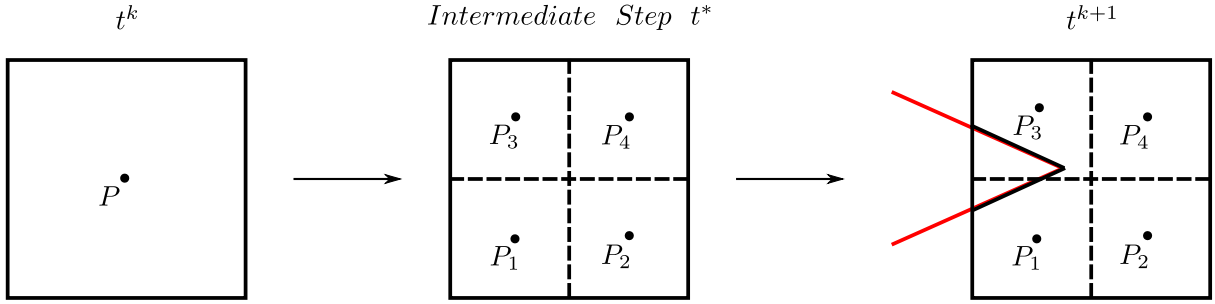 t^k
Intermediate Step t^*
t^{k+1}
P
P_3 P_4
P_1 P_2
P_3 P_4
P_1 P_2